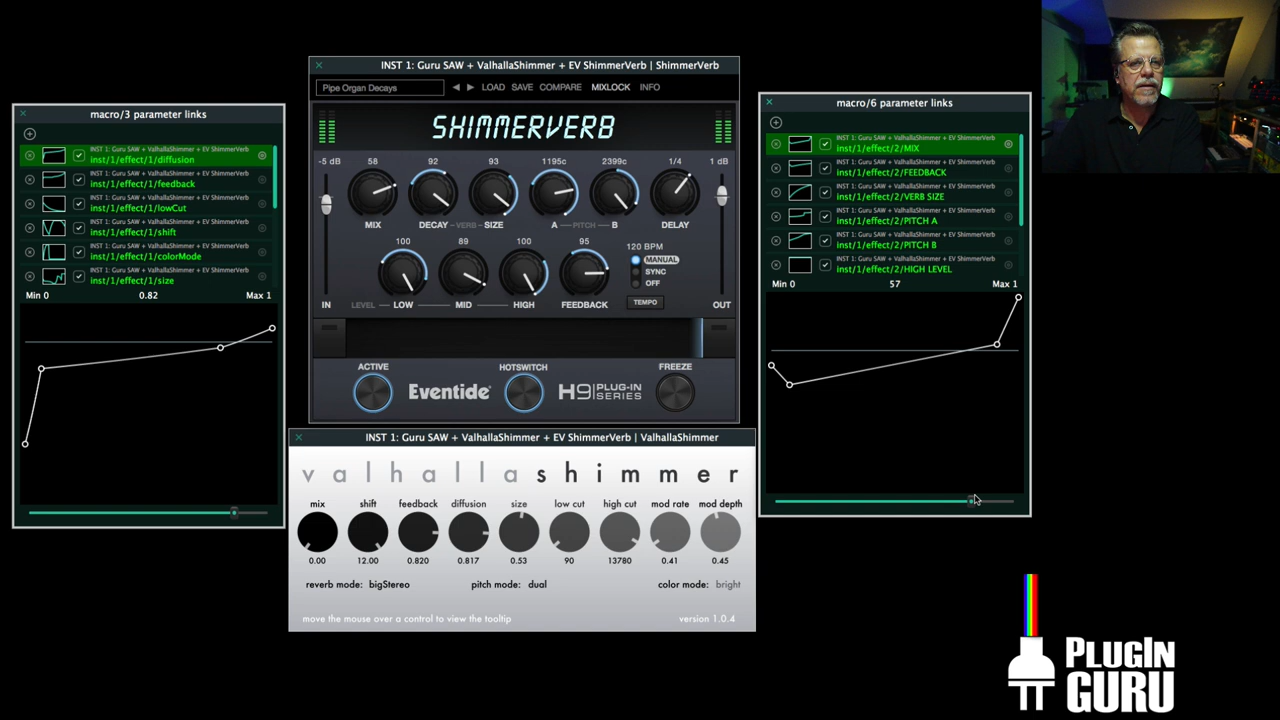 INST 1: Guru SAW + ValhallaShimmer + EV ShimmerVerb | ShimmerVerb
Pipe Organ Decays
LOAD SAVE COMPARE MIXLOCK INFO
SHIMMERVERB
-5 dB 58 92 93 1195c 2399c 1/4 1 dB
MIX DECAY -VERB- SIZE A -PITCH- B DELAY
100 89 100 95
120 BPM
MANUAL
SYNC
OFF
TEMPO
IN LEVEL LOW MID HIGH FEEDBACK OUT
ACTIVE HOTSWITCH FREEZE
Eventide® H9 PLUG-IN SERIES
macro/3 parameter links
INST 1: Guru SAW + ValhallaShimmer + EV ShimmerVerb
inst/1/effect/1/diffusion
INST 1: Guru SAW + ValhallaShimmer + EV ShimmerVerb
inst/1/effect/1/feedback
INST 1: Guru SAW + ValhallaShimmer + EV ShimmerVerb
inst/1/effect/1/lowCut
INST 1: Guru SAW + ValhallaShimmer + EV ShimmerVerb
inst/1/effect/1/shift
INST 1: Guru SAW + ValhallaShimmer + EV ShimmerVerb
inst/1/effect/1/colorMode
INST 1: Guru SAW + ValhallaShimmer + EV ShimmerVerb
inst/1/effect/1/size
Min 0 0.82 Max 1
macro/6 parameter links
INST 1: Guru SAW + ValhallaShimmer + EV ShimmerVerb
inst/1/effect/2/MIX
INST 1: Guru SAW + ValhallaShimmer + EV ShimmerVerb
inst/1/effect/2/FEEDBACK
INST 1: Guru SAW + ValhallaShimmer + EV ShimmerVerb
inst/1/effect/2/VERB SIZE
INST 1: Guru SAW + ValhallaShimmer + EV ShimmerVerb
inst/1/effect/2/PITCH A
INST 1: Guru SAW + ValhallaShimmer + EV ShimmerVerb
inst/1/effect/2/PITCH B
INST 1: Guru SAW + ValhallaShimmer + EV ShimmerVerb
inst/1/effect/2/HIGH LEVEL
Min 0 57 Max 1
INST 1: Guru SAW + ValhallaShimmer + EV ShimmerVerb | ValhallaShimmer
valhallashimmer
mix shift feedback diffusion size low cut high cut mod rate mod depth
0.00 12.00 0.820 0.817 0.53 90 13780 0.41 0.45
reverb mode: bigStereo pitch mode: dual color mode: bright
move the mouse over a control to view the tooltip version 1.0.4
PLUGIN
GURU